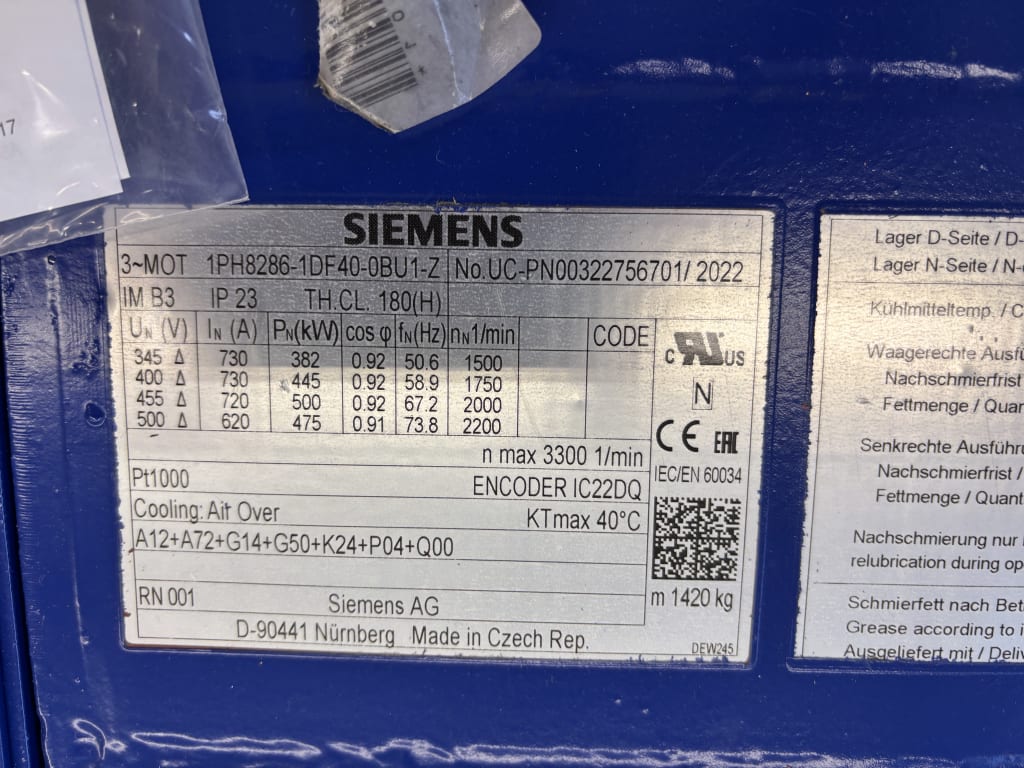 17
SIEMENS
3~MOT 1PH8286-1DF40-0BU1-Z No.UC-PN00322756701/ 2022
IM B3 IP 23 TH.CL. 180(H)
UN (V) IN (A) PN(kW) cos φ fN(Hz) nN1/min CODE
345 Δ 730 382 0.92 50.6 1500
400 Δ 730 445 0.92 58.9 1750
455 Δ 720 500 0.92 67.2 2000
500 Δ 620 475 0.91 73.8 2200
c RU US
N
CE EAC
n max 3300 1/min
IEC/EN 60034
Pt1000 ENCODER IC22DQ
Cooling: Air Over KTmax 40°C
A12+A72+G14+G50+K24+P04+Q00
RN 001 Siemens AG m 1420 kg
D-90441 Nürnberg Made in Czech Rep.
DEW245
Lager D-Seite / D-
Lager N-Seite / N-
Kühlmitteltemp. / C
Waagerechte Ausfü
Nachschmierfrist
Fettmenge / Quan
Senkrechte Ausführu
Nachschmierfrist /
Fettmenge / Quant
Nachschmierung nur
relubrication during op
Schmierfett nach Bet
Grease according to i
Ausgeliefert mit / Deliv